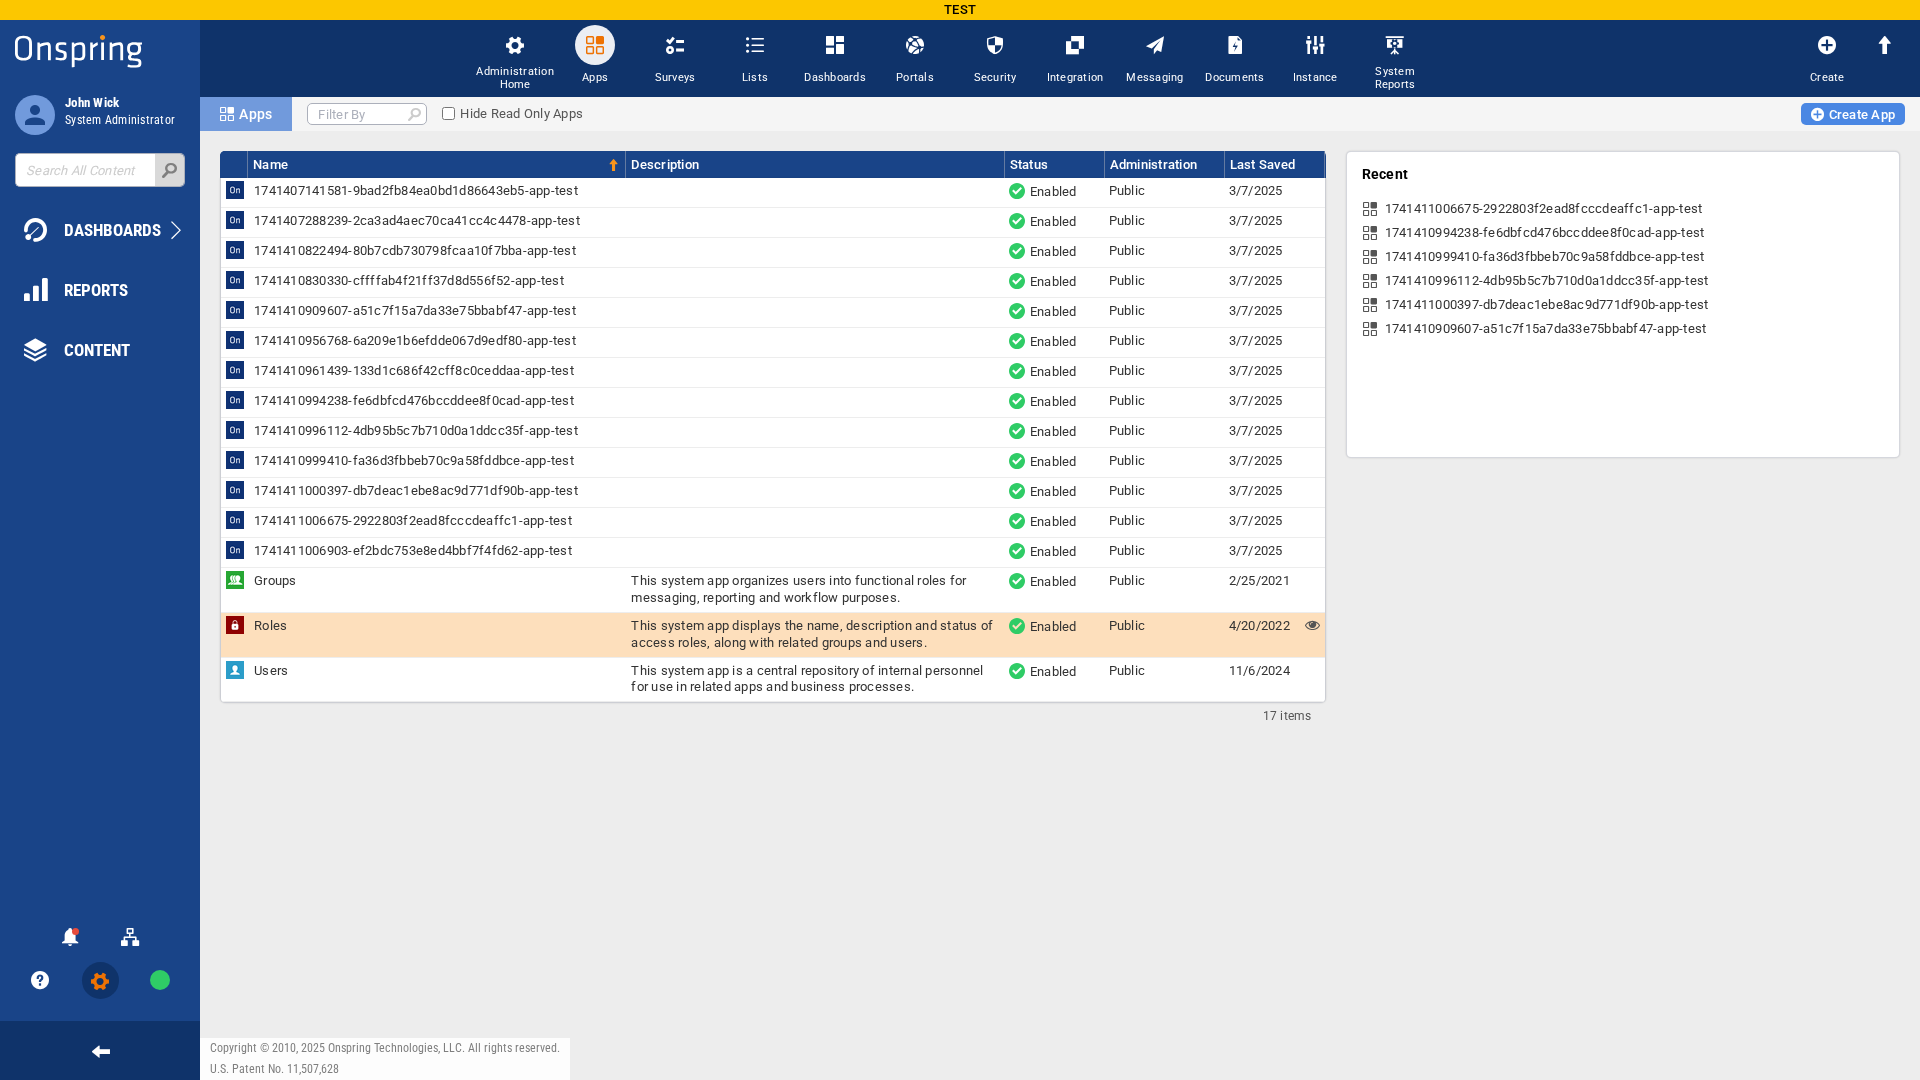 TEST
Onspring
John Wick
System Administrator
Search All Content
DASHBOARDS
REPORTS
CONTENT
Administration
Home
Apps
Surveys
Lists
Dashboards
Portals
Security
Integration
Messaging
Documents
Instance
System
Reports
Create
Apps
Filter By
Hide Read Only Apps
Create App
Name Description Status Administration Last Saved
On 1741407141581-9bad2fb84ea0bd1d86643eb5-app-test Enabled Public 3/7/2025
On 1741407288239-2ca3ad4aec70ca41cc4c4478-app-test Enabled Public 3/7/2025
On 1741410822494-80b7cdb730798fcaa10f7bba-app-test Enabled Public 3/7/2025
On 1741410830330-cffffab4f21ff37d8d556f52-app-test Enabled Public 3/7/2025
On 1741410909607-a51c7f15a7da33e75bbabf47-app-test Enabled Public 3/7/2025
On 1741410956768-6a209e1b6efdde067d9edf80-app-test Enabled Public 3/7/2025
On 1741410961439-133d1c686f42cff8c0ceddaa-app-test Enabled Public 3/7/2025
On 1741410994238-fe6dbfcd476bccddee8f0cad-app-test Enabled Public 3/7/2025
On 1741410996112-4db95b5c7b710d0a1ddcc35f-app-test Enabled Public 3/7/2025
On 1741410999410-fa36d3fbbeb70c9a58fddbce-app-test Enabled Public 3/7/2025
On 1741411000397-db7deac1ebe8ac9d771df90b-app-test Enabled Public 3/7/2025
On 1741411006675-2922803f2ead8fcccdeaffc1-app-test Enabled Public 3/7/2025
On 1741411006903-ef2bdc753e8ed4bbf7f4fd62-app-test Enabled Public 3/7/2025
Groups This system app organizes users into functional roles for Enabled Public 2/25/2021
messaging, reporting and workflow purposes.
Roles This system app displays the name, description and status of Enabled Public 4/20/2022
access roles, along with related groups and users.
Users This system app is a central repository of internal personnel Enabled Public 11/6/2024
for use in related apps and business processes.
17 items
Recent
1741411006675-2922803f2ead8fcccdeaffc1-app-test
1741410994238-fe6dbfcd476bccddee8f0cad-app-test
1741410999410-fa36d3fbbeb70c9a58fddbce-app-test
1741410996112-4db95b5c7b710d0a1ddcc35f-app-test
1741411000397-db7deac1ebe8ac9d771df90b-app-test
1741410909607-a51c7f15a7da33e75bbabf47-app-test
Copyright © 2010, 2025 Onspring Technologies, LLC. All rights reserved.
U.S. Patent No. 11,507,628